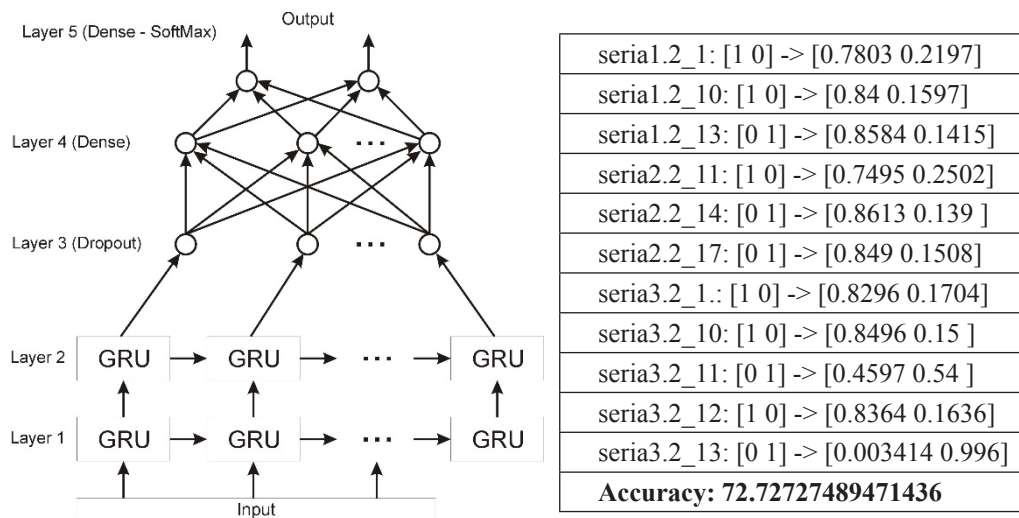 Output
Layer 5 (Dense - SoftMax)
Layer 4 (Dense)
...
Layer 3 (Dropout)
...
Layer 2
GRU
GRU
...
GRU
Layer 1
GRU
GRU
...
GRU
Input
seria1.2_1: [1 0] -> [0.7803 0.2197]
seria1.2_10: [1 0] -> [0.84 0.1597]
seria1.2_13: [0 1] -> [0.8584 0.1415]
seria2.2_11: [1 0] -> [0.7495 0.2502]
seria2.2_14: [0 1] -> [0.8613 0.139 ]
seria2.2_17: [0 1] -> [0.849 0.1508]
seria3.2_1.: [1 0] -> [0.8296 0.1704]
seria3.2_10: [1 0] -> [0.8496 0.15 ]
seria3.2_11: [0 1] -> [0.4597 0.54 ]
seria3.2_12: [1 0] -> [0.8364 0.1636]
seria3.2_13: [0 1] -> [0.003414 0.996]
Accuracy: 72.72727489471436